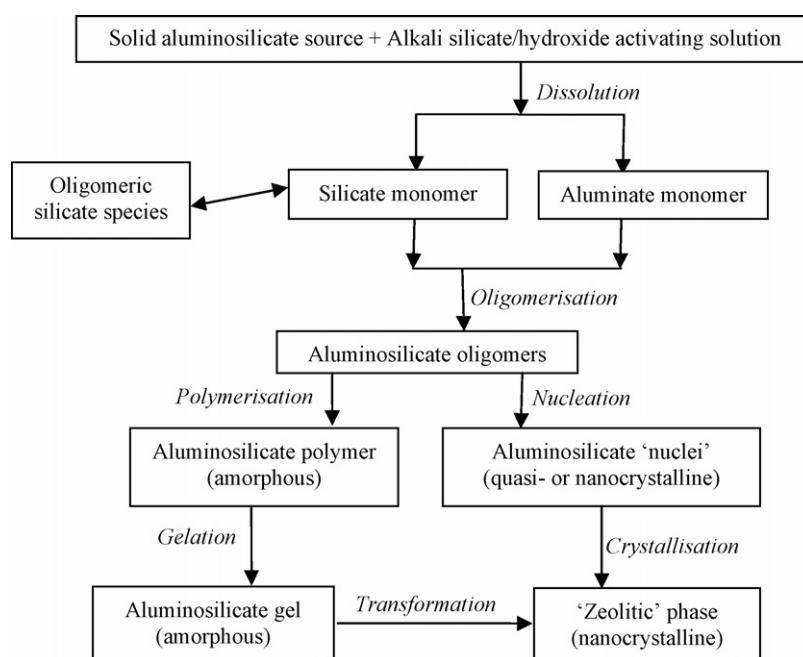 Solid aluminosilicate source + Alkali silicate/hydroxide activating solution
Dissolution
Oligomeric
silicate species
Silicate monomer
Aluminate monomer
Oligomerisation
Aluminosilicate oligomers
Polymerisation
Nucleation
Aluminosilicate polymer
(amorphous)
Aluminosilicate ‘nuclei’
(quasi- or nanocrystalline)
Gelation
Crystallisation
Aluminosilicate gel
(amorphous)
Transformation
‘Zeolitic’ phase
(nanocrystalline)